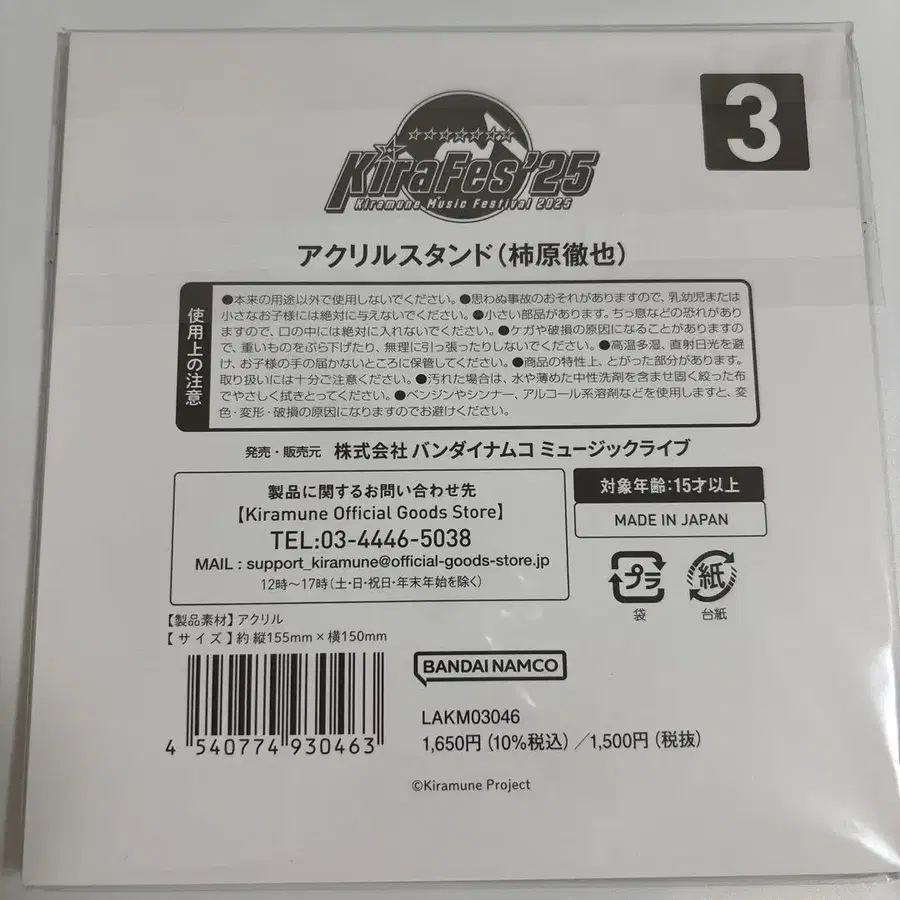 3
KiraFes'25
Kiramune Music Festival 2025
アクリルスタンド(柿原徹也)
使用上の注意
●本来の用途以外で使用しないでください。●思わぬ事故のおそれがありますので、乳幼児または
小さなお子様には絶対に与えないでください。●小さい部品があります。ちっ息などの恐れがあり
ますので、口の中には絶対に入れないでください。●ケガや破損の原因になることがありますの
で、重いものをぶら下げたり、無理に引っ張ったりしないでください。●高温多湿、直射日光を避
け、お子様の手の届かないところに保管してください。●商品の特性上、とがった部分があります。
取り扱いには十分ご注意ください。●汚れた場合は、水や薄めた中性洗剤を含ませ固く絞った布
でやさしく拭きとってください。●ベンジンやシンナー、アルコール系溶剤などを使用しますと、変
色・変形・破損の原因になりますのでお避けください。
発売・販売元 株式会社 バンダイナムコ ミュージックライブ
製品に関するお問い合わせ先
【Kiramune Official Goods Store】
TEL:03-4446-5038
MAIL : support_kiramune@official-goods-store.jp
12時〜17時(土・日・祝日・年末年始を除く)
対象年齢:15才以上
MADE IN JAPAN
プラ 紙
袋 台紙
【製品素材】アクリル
【サイズ】約 縦155mm×横150mm
4 540774 930463
BANDAI NAMCO
LAKM03046
1,650円(10%税込)/1,500円(税抜)
©Kiramune Project